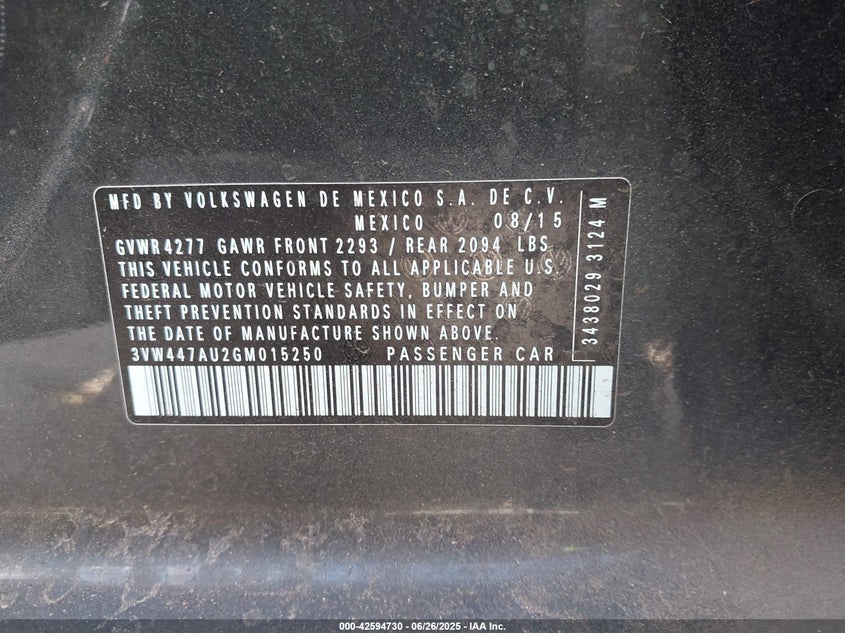 MFD BY VOLKSWAGEN DE MEXICO S.A. DE C.V.
MEXICO 08/15
GVWR 4277 GAWR FRONT 2293 / REAR 2094 LBS
THIS VEHICLE CONFORMS TO ALL APPLICABLE U.S.
FEDERAL MOTOR VEHICLE SAFETY, BUMPER AND
THEFT PREVENTION STANDARDS IN EFFECT ON
THE DATE OF MANUFACTURE SHOWN ABOVE.
3VW447AU2GM015250 PASSENGER CAR
3438029 3124 M
000-42594730 - 06/26/2025 - IAA Inc.